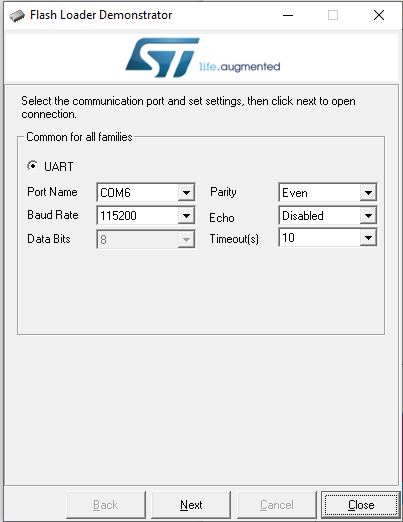 Flash Loader Demonstrator
ST life.augmented
Select the communication port and set settings, then click next to open
connection.
Common for all families
UART
Port Name COM6 Parity Even
Baud Rate 115200 Echo Disabled
Data Bits 8 Timeout(s) 10
Back Next Cancel Close